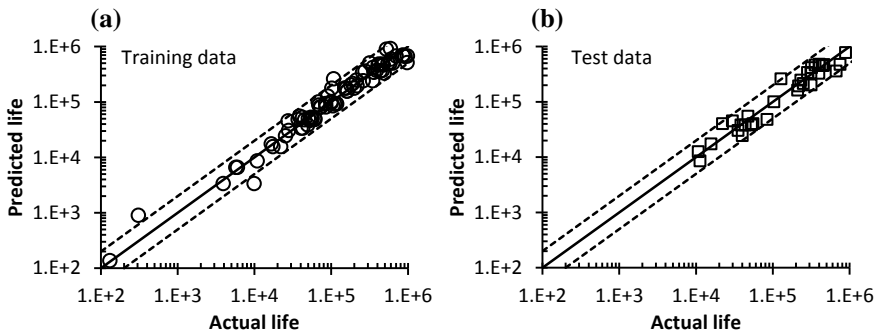 (a)
Training data
Predicted life
1.E+6
1.E+5
1.E+4
1.E+3
1.E+2
1.E+2 1.E+3 1.E+4 1.E+5 1.E+6
Actual life
(b)
Test data
Predicted life
1.E+6
1.E+5
1.E+4
1.E+3
1.E+2
1.E+2 1.E+3 1.E+4 1.E+5 1.E+6
Actual life